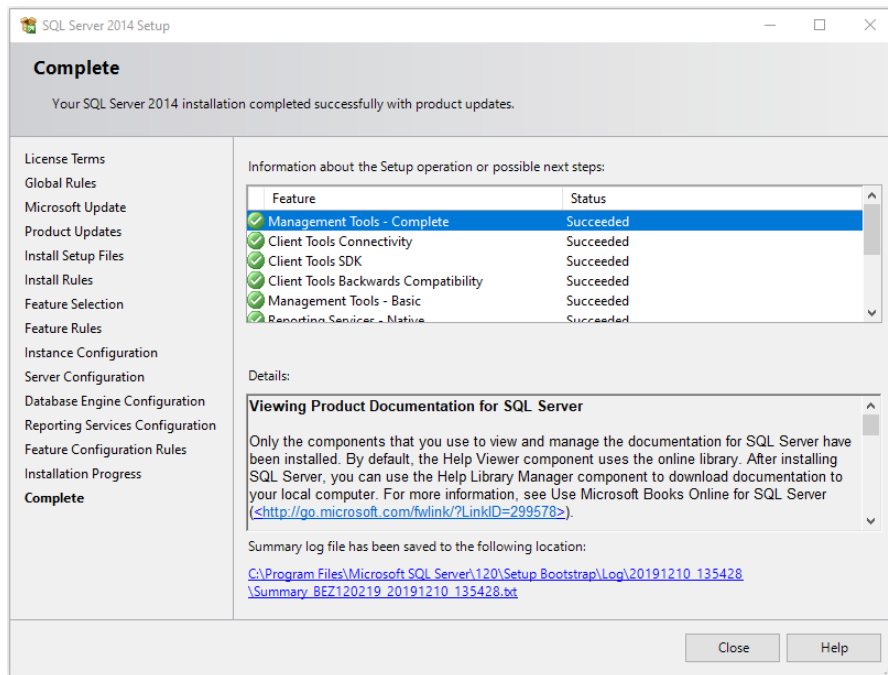 SQL Server 2014 Setup
Complete
Your SQL Server 2014 installation completed successfully with product updates.
License Terms
Global Rules
Microsoft Update
Product Updates
Install Setup Files
Install Rules
Feature Selection
Feature Rules
Instance Configuration
Server Configuration
Database Engine Configuration
Reporting Services Configuration
Feature Configuration Rules
Installation Progress
Complete
Information about the Setup operation or possible next steps:
Feature Status
Management Tools - Complete Succeeded
Client Tools Connectivity Succeeded
Client Tools SDK Succeeded
Client Tools Backwards Compatibility Succeeded
Management Tools - Basic Succeeded
Reporting Services - Native Succeeded
Details:
Viewing Product Documentation for SQL Server
Only the components that you use to view and manage the documentation for SQL Server have
been installed. By default, the Help Viewer component uses the online library. After installing
SQL Server, you can use the Help Library Manager component to download documentation to
your local computer. For more information, see Use Microsoft Books Online for SQL Server
(<http://go.microsoft.com/fwlink/?LinkID=299578>).
Summary log file has been saved to the following location:
C:\Program Files\Microsoft SQL Server\120\Setup Bootstrap\Log\20191210_135428
\Summary_BEZ120219_20191210_135428.txt
Close Help